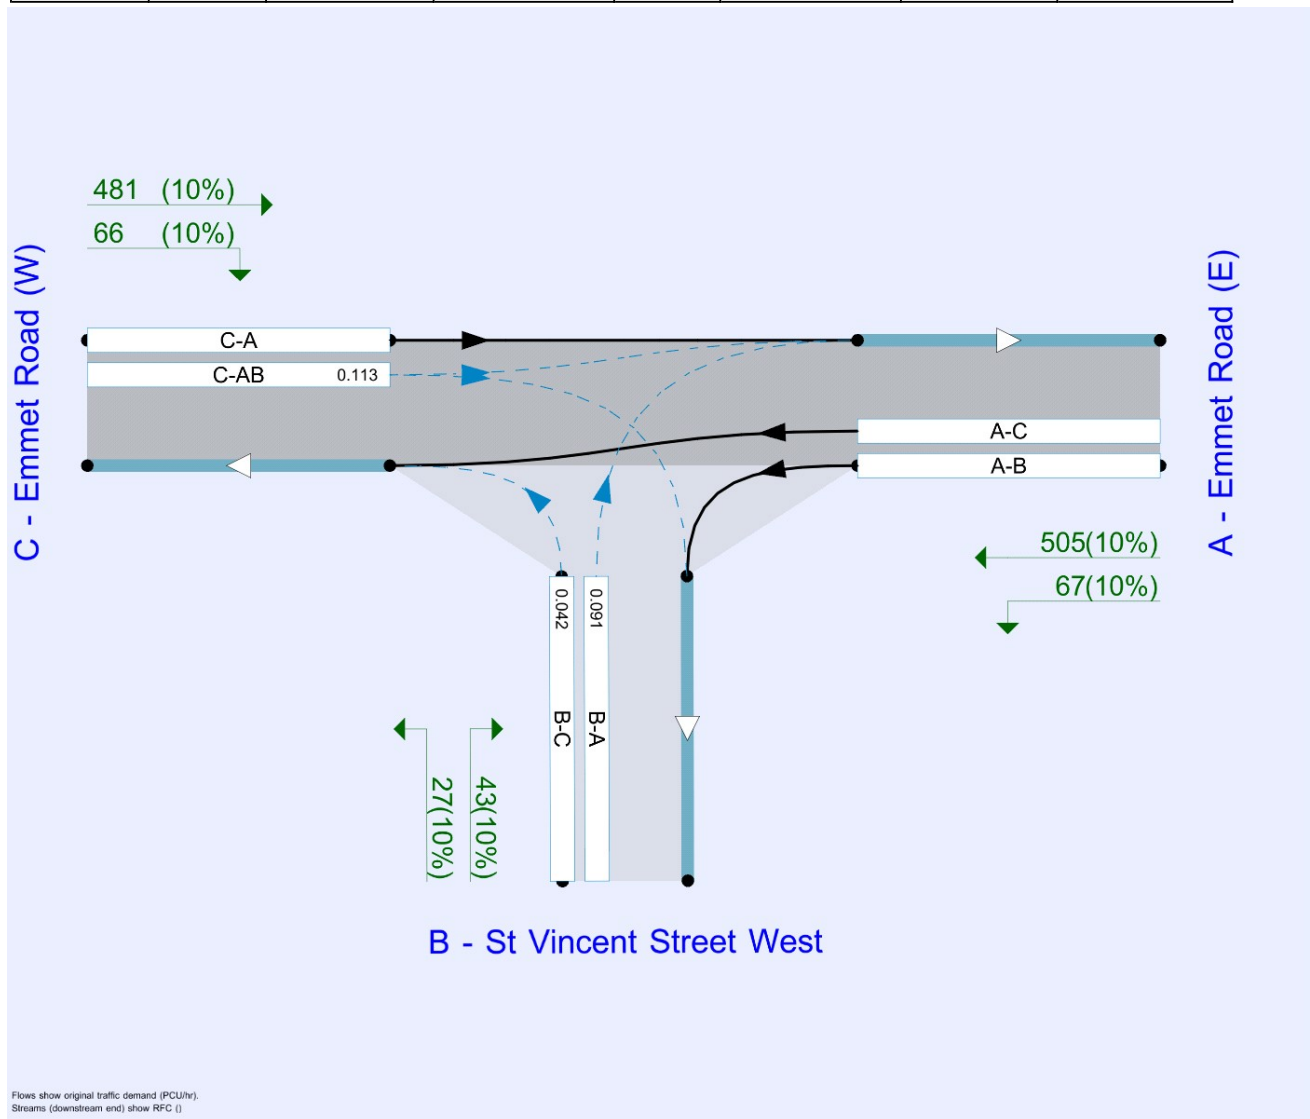 481 (10%)
66 (10%)
C - Emmet Road (W)
A - Emmet Road (E)
C-A
C-AB 0.113
A-C
A-B
505(10%)
67(10%)
0.042
0.091
B-C
B-A
27(10%)
43(10%)
B - St Vincent Street West
Flows show original traffic demand (PCU/hr).
Streams (downstream end) show RFC ()